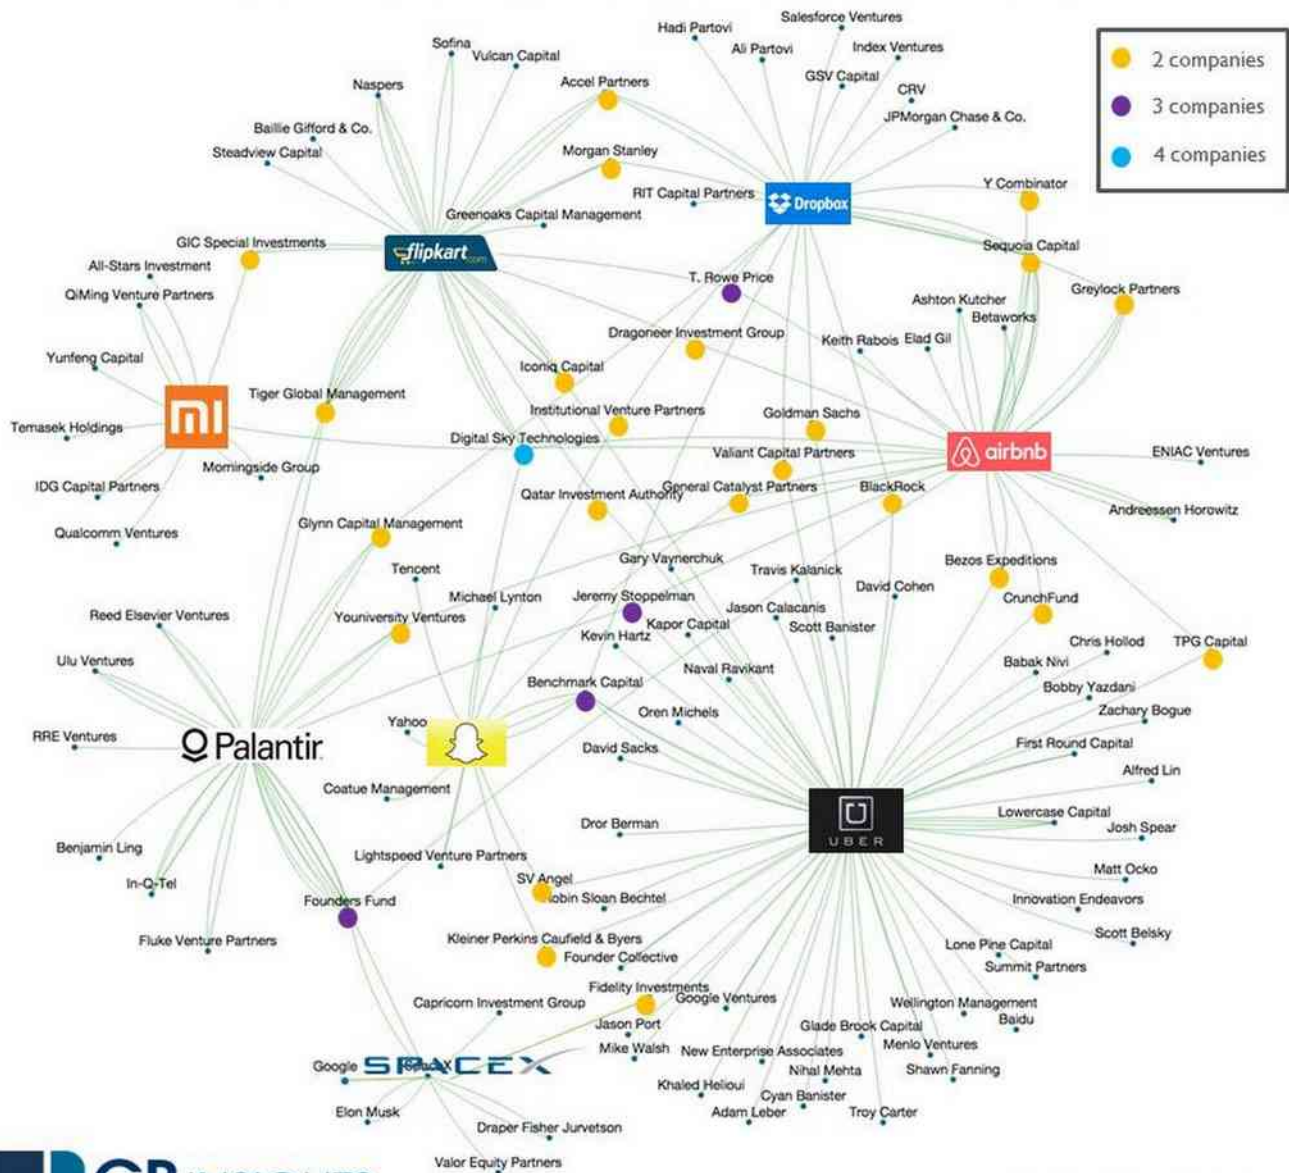 Salesforce Ventures
Hadi Partovi
Sofina
Ali Partovi
Index Ventures
Vulcan Capital
2 companies
GSV Capital
Naspers
Accel Partners
CRV
3 companies
Baillie Gifford & Co.
JPMorgan Chase & Co.
Steadview Capital
Morgan Stanley
4 companies
RIT Capital Partners
Y Combinator
Dropbox
Greenoaks Capital Management
GIC Special Investments
flipkart.com
Sequoia Capital
All-Stars Investment
T. Rowe Price
Greylock Partners
QiMing Venture Partners
Ashton Kutcher
Betaworks
Dragoneer Investment Group
Keith Rabois
Elad Gil
Yunfeng Capital
Iconiq Capital
Tiger Global Management
mi
Institutional Venture Partners
Goldman Sachs
Temasek Holdings
Digital Sky Technologies
Valiant Capital Partners
airbnb
ENIAC Ventures
Morningside Group
IDG Capital Partners
Qatar Investment Authority
General Catalyst Partners
BlackRock
Andreessen Horowitz
Glynn Capital Management
Qualcomm Ventures
Gary Vaynerchuk
Bezos Expeditions
Tencent
Travis Kalanick
David Cohen
Michael Lynton
Jeremy Stoppelman
CrunchFund
Reed Elsevier Ventures
Youniversity Ventures
Jason Calacanis
Kapor Capital
Scott Banister
Kevin Hartz
Chris Hollod
TPG Capital
Ulu Ventures
Babak Nivi
Naval Ravikant
Benchmark Capital
Bobby Yazdani
Oren Michels
Zachary Bogue
Yahoo
RRE Ventures
Palantir
David Sacks
First Round Capital
Alfred Lin
Coatue Management
UBER
Lowercase Capital
Dror Berman
Josh Spear
Benjamin Ling
Lightspeed Venture Partners
Matt Ocko
In-Q-Tel
SV Angel
Founders Fund
obin Sloan Bechtel
Innovation Endeavors
Fluke Venture Partners
Kleiner Perkins Caufield & Byers
Scott Belsky
Lone Pine Capital
Founder Collective
Summit Partners
Fidelity Investments
Capricorn Investment Group
Google Ventures
Wellington Management
Jason Port
Glade Brook Capital
Baidu
Mike Walsh
New Enterprise Associates
Menlo Ventures
Google
SPACEX
Nihal Mehta
Shawn Fanning
Khaled Helioui
Cyan Banister
Elon Musk
Adam Leber
Troy Carter
Draper Fisher Jurvetson
Valor Equity Partners